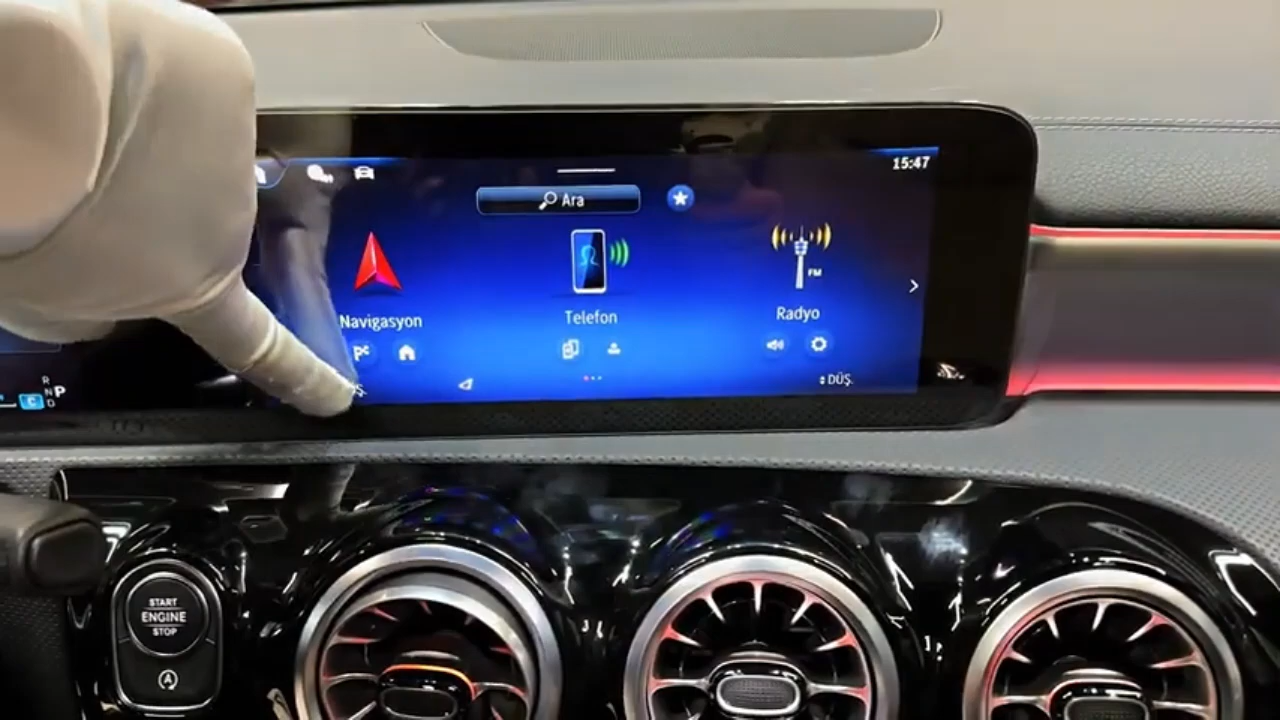 15:47
Ara
FM
Navigasyon
Telefon
Radyo
DÜŞ.
R
N P
D
C
START
ENGINE
STOP
A